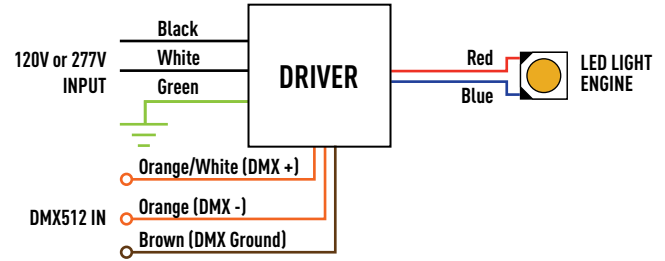 Black
120V or 277V
INPUT
White
Green
DRIVER
Red
Blue
LED LIGHT
ENGINE
Orange/White (DMX +)
DMX512 IN
Orange (DMX -)
Brown (DMX Ground)